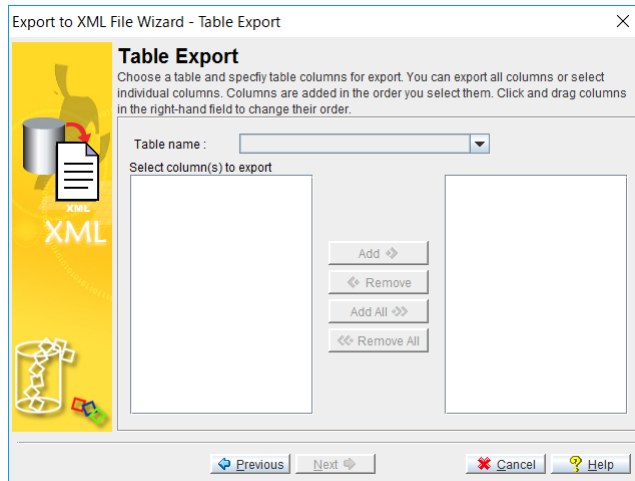 Export to XML File Wizard - Table Export
Table Export
Choose a table and specfiy table columns for export. You can export all columns or select
individual columns. Columns are added in the order you select them. Click and drag columns
in the right-hand field to change their order.
Table name :
Select column(s) to export
XML
XML
Add
Remove
Add All
Remove All
Previous
Next
Cancel
Help